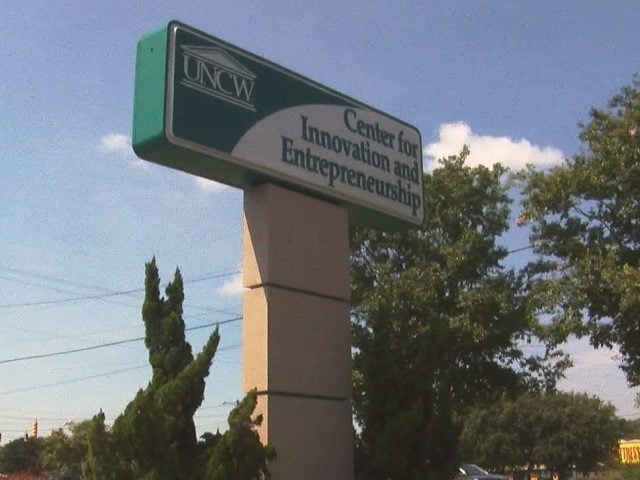 UNCW
Center for
Innovation and
Entrepreneurship